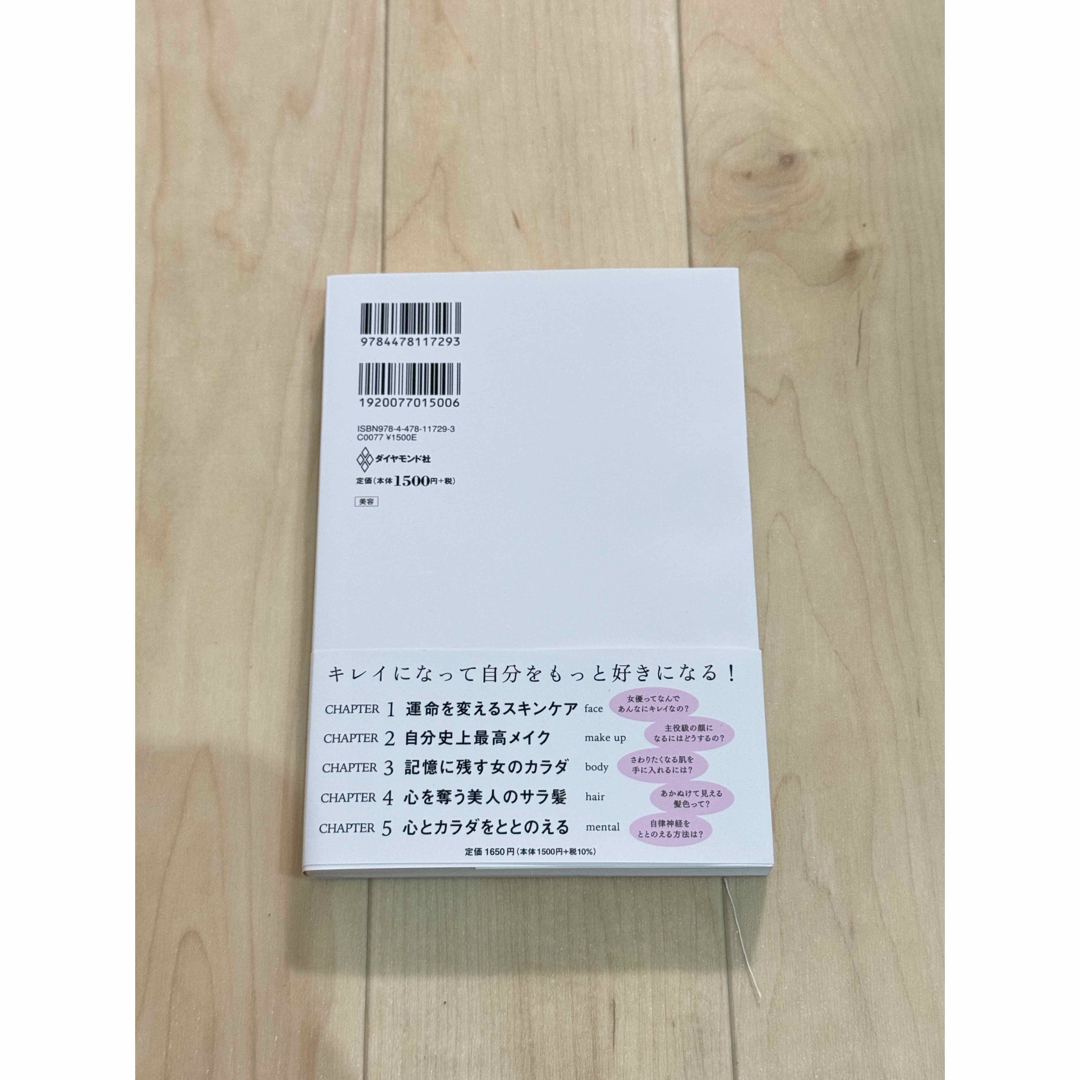 9784478117293
1920077015006
ISBN978-4-478-11729-3
C0077 ¥1500E
ダイヤモンド社
定価(本体1500円+税)
美容
キレイになって自分をもっと好きになる!
CHAPTER 1 運命を変えるスキンケア face
女優ってなんで
あんなにキレイなの?
CHAPTER 2 自分史上最高メイク make up
主役級の顔に
なるにはどうするの?
CHAPTER 3 記憶に残す女のカラダ body
さわりたくなる肌を
手に入れるには?
CHAPTER 4 心を奪う美人のサラ髪 hair
あかぬけて見える
髪色って?
CHAPTER 5 心とカラダをととのえる mental
自律神経を
ととのえる方法は?
定価1650円(本体1500円+税10%)